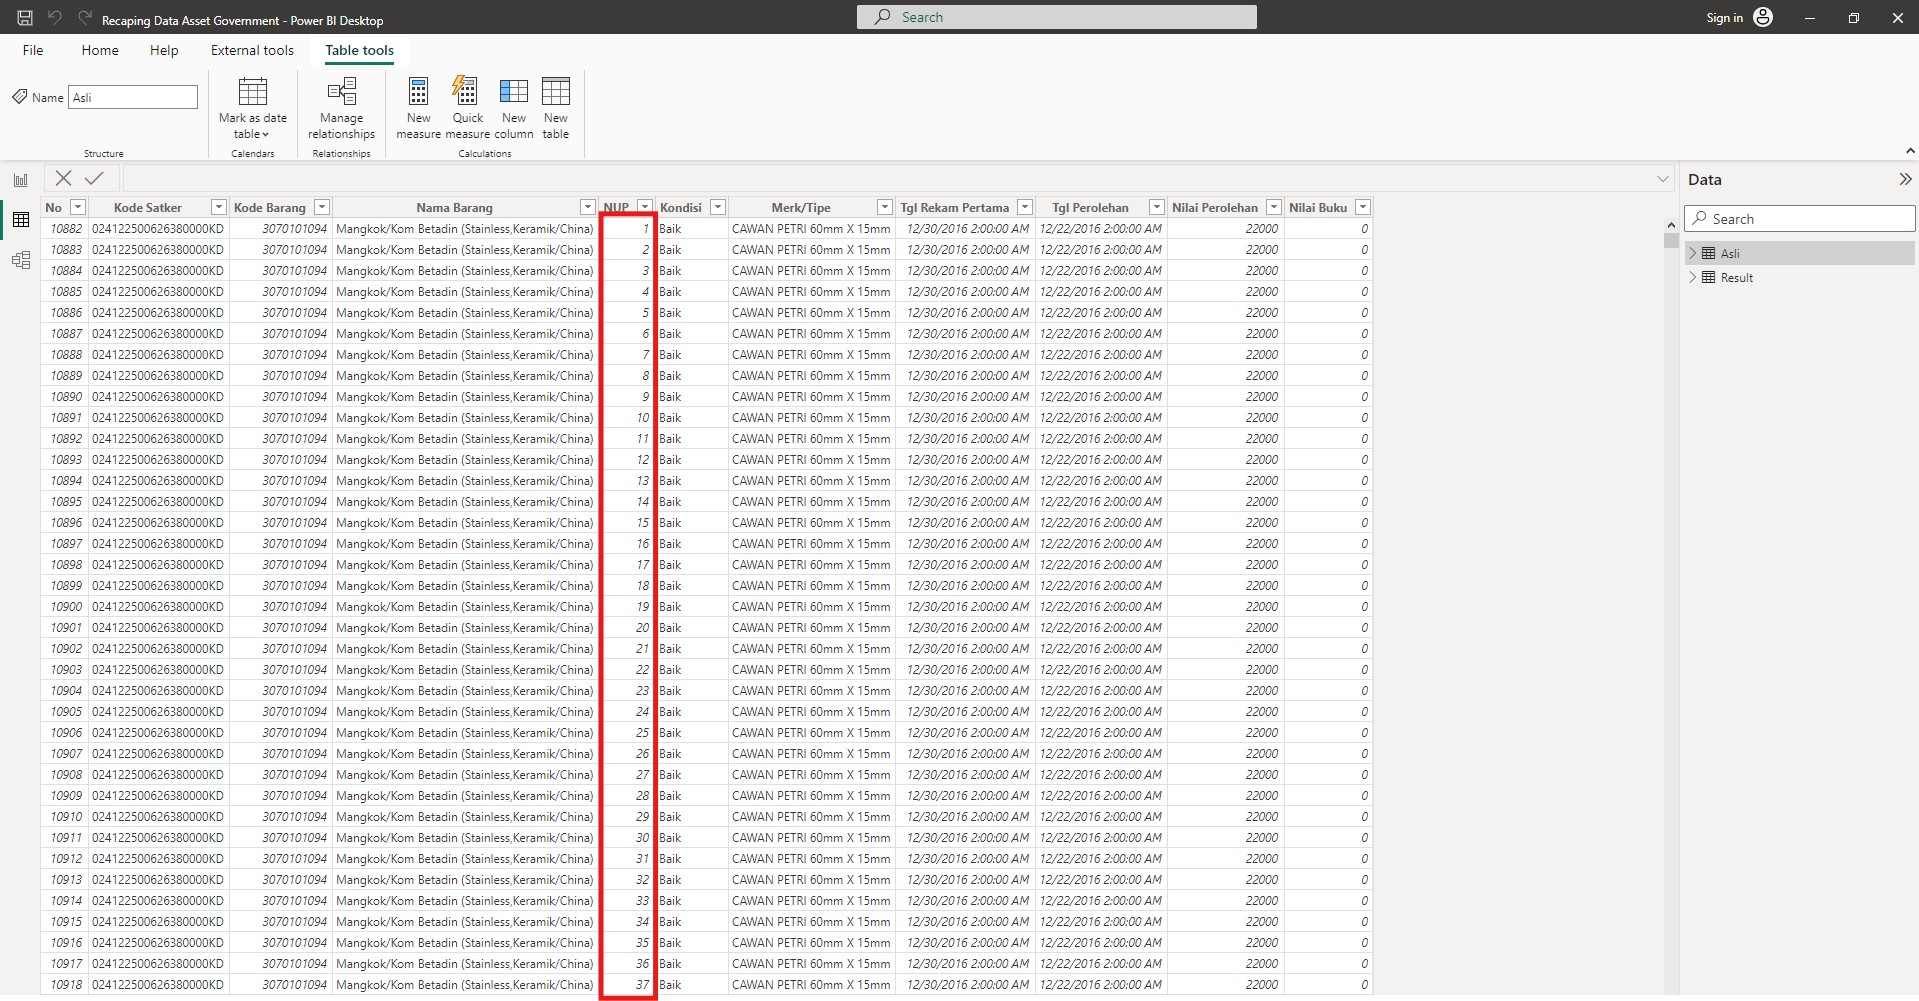 Recaping Data Asset Government - Power BI Desktop
Search
Sign in
File Home Help External tools Table tools
Name Asli
Mark as date table
Manage relationships
New measure
Quick measure
New column
New table
Structure Calendars Relationships Calculations
No Kode Satker Kode Barang Nama Barang NUP Kondisi Merk/Tipe Tgl Rekam Pertama Tgl Perolehan Nilai Perolehan Nilai Buku
10882 024122500626380000KD 3070101094 Mangkok/Kom Betadin (Stainless,Keramik/China) 1 Baik CAWAN PETRI 60mm X 15mm 12/30/2016 2:00:00 AM 12/22/2016 2:00:00 AM 22000 0
10883 024122500626380000KD 3070101094 Mangkok/Kom Betadin (Stainless,Keramik/China) 2 Baik CAWAN PETRI 60mm X 15mm 12/30/2016 2:00:00 AM 12/22/2016 2:00:00 AM 22000 0
10884 024122500626380000KD 3070101094 Mangkok/Kom Betadin (Stainless,Keramik/China) 3 Baik CAWAN PETRI 60mm X 15mm 12/30/2016 2:00:00 AM 12/22/2016 2:00:00 AM 22000 0
10885 024122500626380000KD 3070101094 Mangkok/Kom Betadin (Stainless,Keramik/China) 4 Baik CAWAN PETRI 60mm X 15mm 12/30/2016 2:00:00 AM 12/22/2016 2:00:00 AM 22000 0
10886 024122500626380000KD 3070101094 Mangkok/Kom Betadin (Stainless,Keramik/China) 5 Baik CAWAN PETRI 60mm X 15mm 12/30/2016 2:00:00 AM 12/22/2016 2:00:00 AM 22000 0
10887 024122500626380000KD 3070101094 Mangkok/Kom Betadin (Stainless,Keramik/China) 6 Baik CAWAN PETRI 60mm X 15mm 12/30/2016 2:00:00 AM 12/22/2016 2:00:00 AM 22000 0
10888 024122500626380000KD 3070101094 Mangkok/Kom Betadin (Stainless,Keramik/China) 7 Baik CAWAN PETRI 60mm X 15mm 12/30/2016 2:00:00 AM 12/22/2016 2:00:00 AM 22000 0
10889 024122500626380000KD 3070101094 Mangkok/Kom Betadin (Stainless,Keramik/China) 8 Baik CAWAN PETRI 60mm X 15mm 12/30/2016 2:00:00 AM 12/22/2016 2:00:00 AM 22000 0
10890 024122500626380000KD 3070101094 Mangkok/Kom Betadin (Stainless,Keramik/China) 9 Baik CAWAN PETRI 60mm X 15mm 12/30/2016 2:00:00 AM 12/22/2016 2:00:00 AM 22000 0
10891 024122500626380000KD 3070101094 Mangkok/Kom Betadin (Stainless,Keramik/China) 10 Baik CAWAN PETRI 60mm X 15mm 12/30/2016 2:00:00 AM 12/22/2016 2:00:00 AM 22000 0
10892 024122500626380000KD 3070101094 Mangkok/Kom Betadin (Stainless,Keramik/China) 11 Baik CAWAN PETRI 60mm X 15mm 12/30/2016 2:00:00 AM 12/22/2016 2:00:00 AM 22000 0
10893 024122500626380000KD 3070101094 Mangkok/Kom Betadin (Stainless,Keramik/China) 12 Baik CAWAN PETRI 60mm X 15mm 12/30/2016 2:00:00 AM 12/22/2016 2:00:00 AM 22000 0
10894 024122500626380000KD 3070101094 Mangkok/Kom Betadin (Stainless,Keramik/China) 13 Baik CAWAN PETRI 60mm X 15mm 12/30/2016 2:00:00 AM 12/22/2016 2:00:00 AM 22000 0
10895 024122500626380000KD 3070101094 Mangkok/Kom Betadin (Stainless,Keramik/China) 14 Baik CAWAN PETRI 60mm X 15mm 12/30/2016 2:00:00 AM 12/22/2016 2:00:00 AM 22000 0
10896 024122500626380000KD 3070101094 Mangkok/Kom Betadin (Stainless,Keramik/China) 15 Baik CAWAN PETRI 60mm X 15mm 12/30/2016 2:00:00 AM 12/22/2016 2:00:00 AM 22000 0
10897 024122500626380000KD 3070101094 Mangkok/Kom Betadin (Stainless,Keramik/China) 16 Baik CAWAN PETRI 60mm X 15mm 12/30/2016 2:00:00 AM 12/22/2016 2:00:00 AM 22000 0
10898 024122500626380000KD 3070101094 Mangkok/Kom Betadin (Stainless,Keramik/China) 17 Baik CAWAN PETRI 60mm X 15mm 12/30/2016 2:00:00 AM 12/22/2016 2:00:00 AM 22000 0
10899 024122500626380000KD 3070101094 Mangkok/Kom Betadin (Stainless,Keramik/China) 18 Baik CAWAN PETRI 60mm X 15mm 12/30/2016 2:00:00 AM 12/22/2016 2:00:00 AM 22000 0
10900 024122500626380000KD 3070101094 Mangkok/Kom Betadin (Stainless,Keramik/China) 19 Baik CAWAN PETRI 60mm X 15mm 12/30/2016 2:00:00 AM 12/22/2016 2:00:00 AM 22000 0
10901 024122500626380000KD 3070101094 Mangkok/Kom Betadin (Stainless,Keramik/China) 20 Baik CAWAN PETRI 60mm X 15mm 12/30/2016 2:00:00 AM 12/22/2016 2:00:00 AM 22000 0
10902 024122500626380000KD 3070101094 Mangkok/Kom Betadin (Stainless,Keramik/China) 21 Baik CAWAN PETRI 60mm X 15mm 12/30/2016 2:00:00 AM 12/22/2016 2:00:00 AM 22000 0
10903 024122500626380000KD 3070101094 Mangkok/Kom Betadin (Stainless,Keramik/China) 22 Baik CAWAN PETRI 60mm X 15mm 12/30/2016 2:00:00 AM 12/22/2016 2:00:00 AM 22000 0
10904 024122500626380000KD 3070101094 Mangkok/Kom Betadin (Stainless,Keramik/China) 23 Baik CAWAN PETRI 60mm X 15mm 12/30/2016 2:00:00 AM 12/22/2016 2:00:00 AM 22000 0
10905 024122500626380000KD 3070101094 Mangkok/Kom Betadin (Stainless,Keramik/China) 24 Baik CAWAN PETRI 60mm X 15mm 12/30/2016 2:00:00 AM 12/22/2016 2:00:00 AM 22000 0
10906 024122500626380000KD 3070101094 Mangkok/Kom Betadin (Stainless,Keramik/China) 25 Baik CAWAN PETRI 60mm X 15mm 12/30/2016 2:00:00 AM 12/22/2016 2:00:00 AM 22000 0
10907 024122500626380000KD 3070101094 Mangkok/Kom Betadin (Stainless,Keramik/China) 26 Baik CAWAN PETRI 60mm X 15mm 12/30/2016 2:00:00 AM 12/22/2016 2:00:00 AM 22000 0
10908 024122500626380000KD 3070101094 Mangkok/Kom Betadin (Stainless,Keramik/China) 27 Baik CAWAN PETRI 60mm X 15mm 12/30/2016 2:00:00 AM 12/22/2016 2:00:00 AM 22000 0
10909 024122500626380000KD 3070101094 Mangkok/Kom Betadin (Stainless,Keramik/China) 28 Baik CAWAN PETRI 60mm X 15mm 12/30/2016 2:00:00 AM 12/22/2016 2:00:00 AM 22000 0
10910 024122500626380000KD 3070101094 Mangkok/Kom Betadin (Stainless,Keramik/China) 29 Baik CAWAN PETRI 60mm X 15mm 12/30/2016 2:00:00 AM 12/22/2016 2:00:00 AM 22000 0
10911 024122500626380000KD 3070101094 Mangkok/Kom Betadin (Stainless,Keramik/China) 30 Baik CAWAN PETRI 60mm X 15mm 12/30/2016 2:00:00 AM 12/22/2016 2:00:00 AM 22000 0
10912 024122500626380000KD 3070101094 Mangkok/Kom Betadin (Stainless,Keramik/China) 31 Baik CAWAN PETRI 60mm X 15mm 12/30/2016 2:00:00 AM 12/22/2016 2:00:00 AM 22000 0
10913 024122500626380000KD 3070101094 Mangkok/Kom Betadin (Stainless,Keramik/China) 32 Baik CAWAN PETRI 60mm X 15mm 12/30/2016 2:00:00 AM 12/22/2016 2:00:00 AM 22000 0
10914 024122500626380000KD 3070101094 Mangkok/Kom Betadin (Stainless,Keramik/China) 33 Baik CAWAN PETRI 60mm X 15mm 12/30/2016 2:00:00 AM 12/22/2016 2:00:00 AM 22000 0
10915 024122500626380000KD 3070101094 Mangkok/Kom Betadin (Stainless,Keramik/China) 34 Baik CAWAN PETRI 60mm X 15mm 12/30/2016 2:00:00 AM 12/22/2016 2:00:00 AM 22000 0
10916 024122500626380000KD 3070101094 Mangkok/Kom Betadin (Stainless,Keramik/China) 35 Baik CAWAN PETRI 60mm X 15mm 12/30/2016 2:00:00 AM 12/22/2016 2:00:00 AM 22000 0
10917 024122500626380000KD 3070101094 Mangkok/Kom Betadin (Stainless,Keramik/China) 36 Baik CAWAN PETRI 60mm X 15mm 12/30/2016 2:00:00 AM 12/22/2016 2:00:00 AM 22000 0
10918 024122500626380000KD 3070101094 Mangkok/Kom Betadin (Stainless,Keramik/China) 37 Baik CAWAN PETRI 60mm X 15mm 12/30/2016 2:00:00 AM 12/22/2016 2:00:00 AM 22000 0
Data
Search
Asli
Result